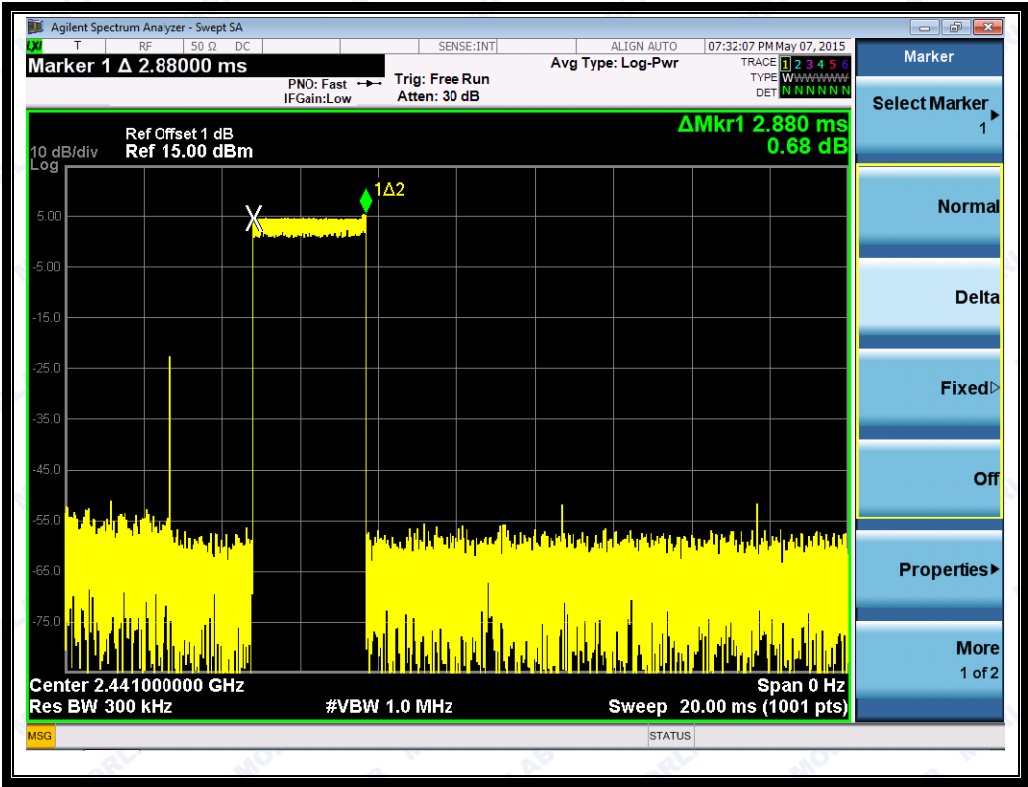 Agilent Spectrum Analyzer - Swept SA
LXI T RF 50 Ω DC SENSE:INT ALIGN AUTO 07:32:07 PM May 07, 2015
Marker 1 Δ 2.88000 ms
PNO: Fast
IFGain:Low
Trig: Free Run
Atten: 30 dB
Avg Type: Log-Pwr
TRACE 1 2 3 4 5 6
TYPE W W W W W W
DET N N N N N N
ΔMkr1 2.880 ms
0.68 dB
Ref Offset 1 dB
10 dB/div Ref 15.00 dBm
Log
1Δ2
5.00
-5.00
-15.0
-25.0
-35.0
-45.0
-55.0
-65.0
-75.0
Center 2.441000000 GHz Span 0 Hz
Res BW 300 kHz #VBW 1.0 MHz Sweep 20.00 ms (1001 pts)
MSG STATUS
Marker
Select Marker
1
Normal
Delta
Fixed
Off
Properties
More
1 of 2